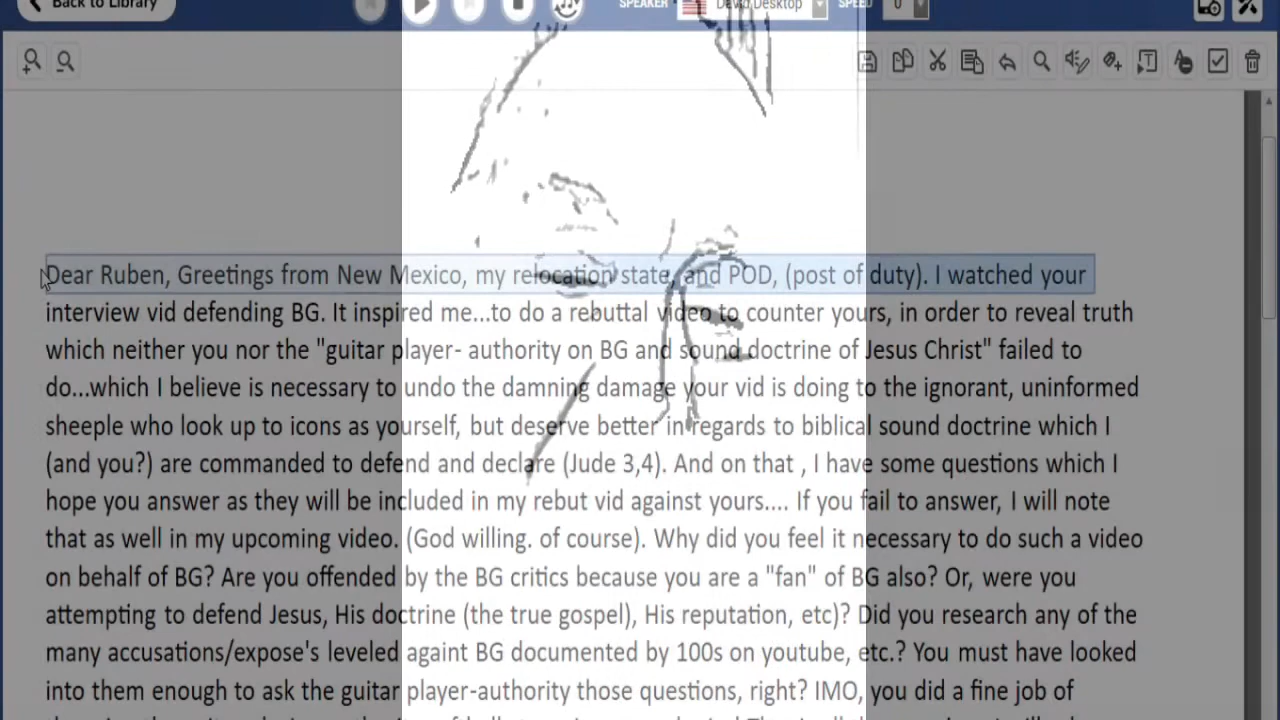 Back to Library
SPEAKER David Desktop SPEED 0
Dear Ruben, Greetings from New Mexico, my relocation state, and POD, (post of duty). I watched your
interview vid defending BG. It inspired me...to do a rebuttal video to counter yours, in order to reveal truth
which neither you nor the "guitar player- authority on BG and sound doctrine of Jesus Christ" failed to
do...which I believe is necessary to undo the damning damage your vid is doing to the ignorant, uninformed
sheeple who look up to icons as yourself, but deserve better in regards to biblical sound doctrine which I
(and you?) are commanded to defend and declare (Jude 3,4). And on that , I have some questions which I
hope you answer as they will be included in my rebut vid against yours.... If you fail to answer, I will note
that as well in my upcoming video. (God willing. of course). Why did you feel it necessary to do such a video
on behalf of BG? Are you offended by the BG critics because you are a "fan" of BG also? Or, were you
attempting to defend Jesus, His doctrine (the true gospel), His reputation, etc)? Did you research any of the
many accusations/expose's leveled againt BG documented by 100s on youtube, etc.? You must have looked
into them enough to ask the guitar player-authority those questions, right? IMO, you did a fine job of